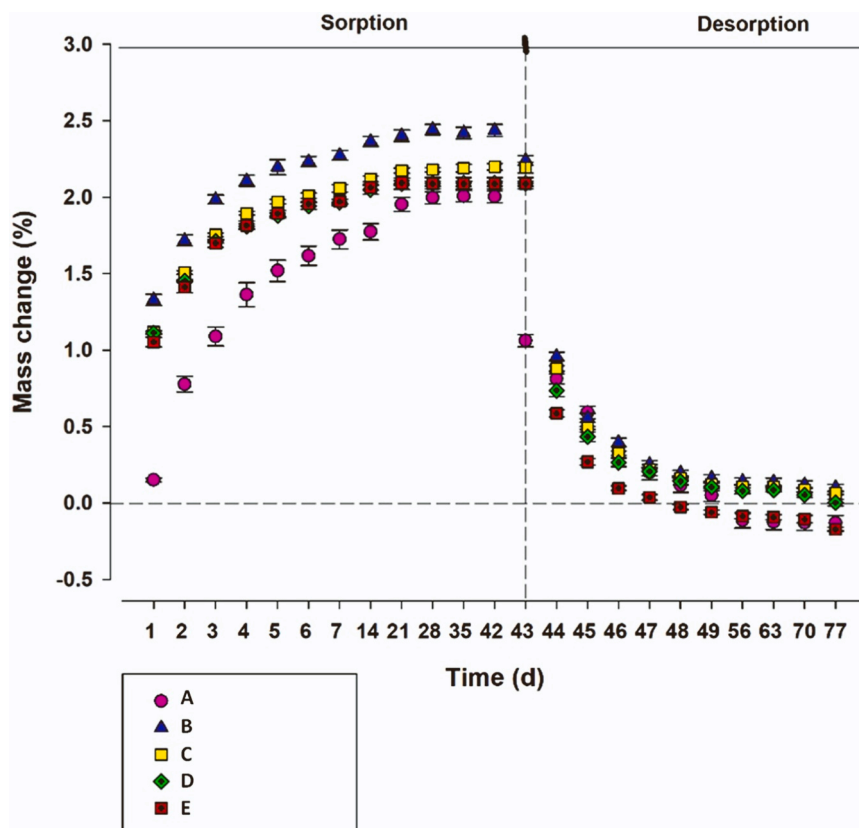 Sorption Desorption
3.0
2.5
2.0
1.5
1.0
0.5
0.0
-0.5
Mass change (%)
1 2 3 4 5 6 7 14 21 28 35 42 43 44 45 46 47 48 49 56 63 70 77
Time (d)
A
B
C
D
E